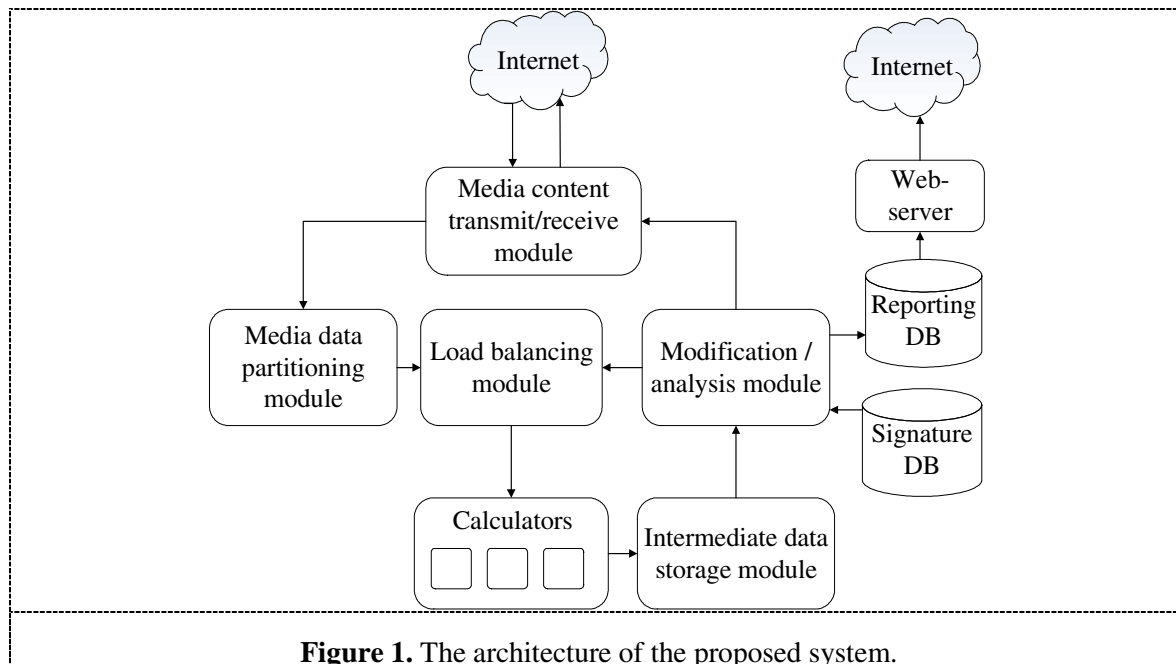 Internet
Internet
Media content
transmit/receive
module
Web-
server
Reporting
DB
Media data
partitioning
module
Load balancing
module
Modification /
analysis module
Signature
DB
Calculators
Intermediate data
storage module
Figure 1. The architecture of the proposed system.